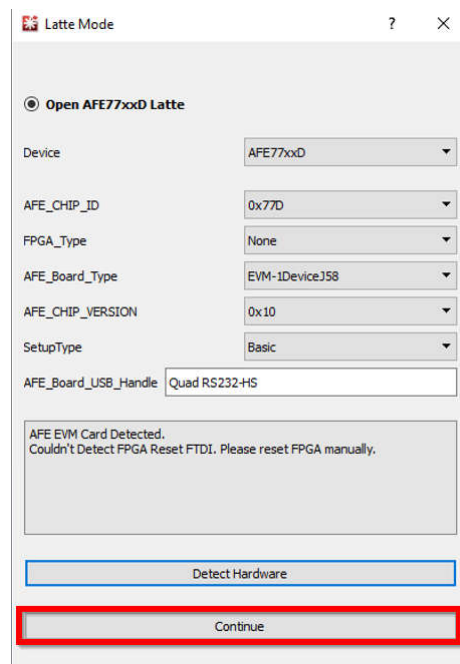 Latte Mode ? ×
Open AFE77xxD Latte
Device AFE77xxD
AFE_CHIP_ID 0x77D
FPGA_Type None
AFE_Board_Type EVM-1DeviceJ58
AFE_CHIP_VERSION 0x10
SetupType Basic
AFE_Board_USB_Handle Quad RS232-HS
AFE EVM Card Detected.
Couldn't Detect FPGA Reset FTDI. Please reset FPGA manually.
Detect Hardware
Continue